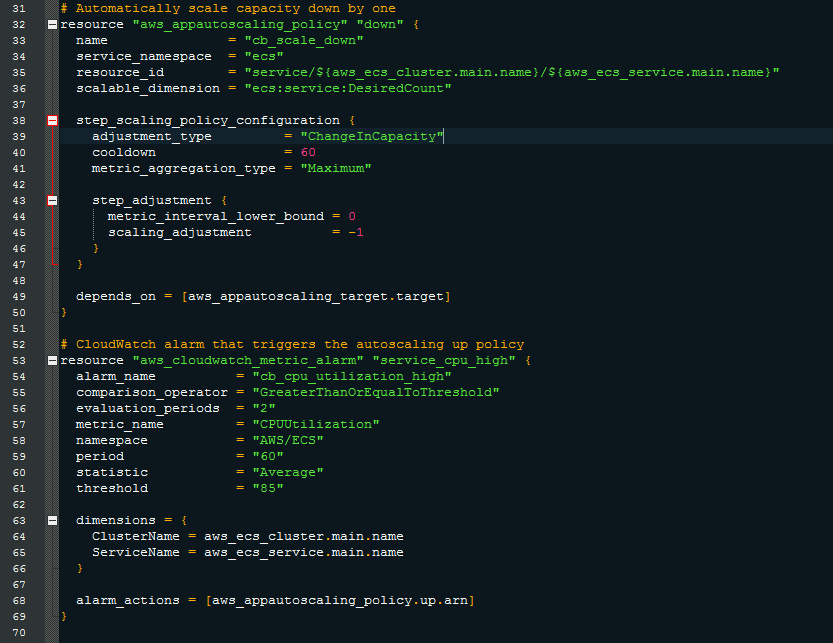 31 # Automatically scale capacity down by one
32 resource "aws_appautoscaling_policy" "down" {
33   name               = "cb_scale_down"
34   service_namespace  = "ecs"
35   resource_id        = "service/${aws_ecs_cluster.main.name}/${aws_ecs_service.main.name}"
36   scalable_dimension = "ecs:service:DesiredCount"
37
38   step_scaling_policy_configuration {
39     adjustment_type         = "ChangeInCapacity"
40     cooldown                = 60
41     metric_aggregation_type = "Maximum"
42
43     step_adjustment {
44       metric_interval_lower_bound = 0
45       scaling_adjustment          = -1
46     }
47   }
48
49   depends_on = [aws_appautoscaling_target.target]
50 }
51
52 # CloudWatch alarm that triggers the autoscaling up policy
53 resource "aws_cloudwatch_metric_alarm" "service_cpu_high" {
54   alarm_name          = "cb_cpu_utilization_high"
55   comparison_operator = "GreaterThanOrEqualToThreshold"
56   evaluation_periods  = "2"
57   metric_name         = "CPUUtilization"
58   namespace           = "AWS/ECS"
59   period              = "60"
60   statistic           = "Average"
61   threshold           = "85"
62
63   dimensions = {
64     ClusterName = aws_ecs_cluster.main.name
65     ServiceName = aws_ecs_service.main.name
66   }
67
68   alarm_actions = [aws_appautoscaling_policy.up.arn]
69 }
70